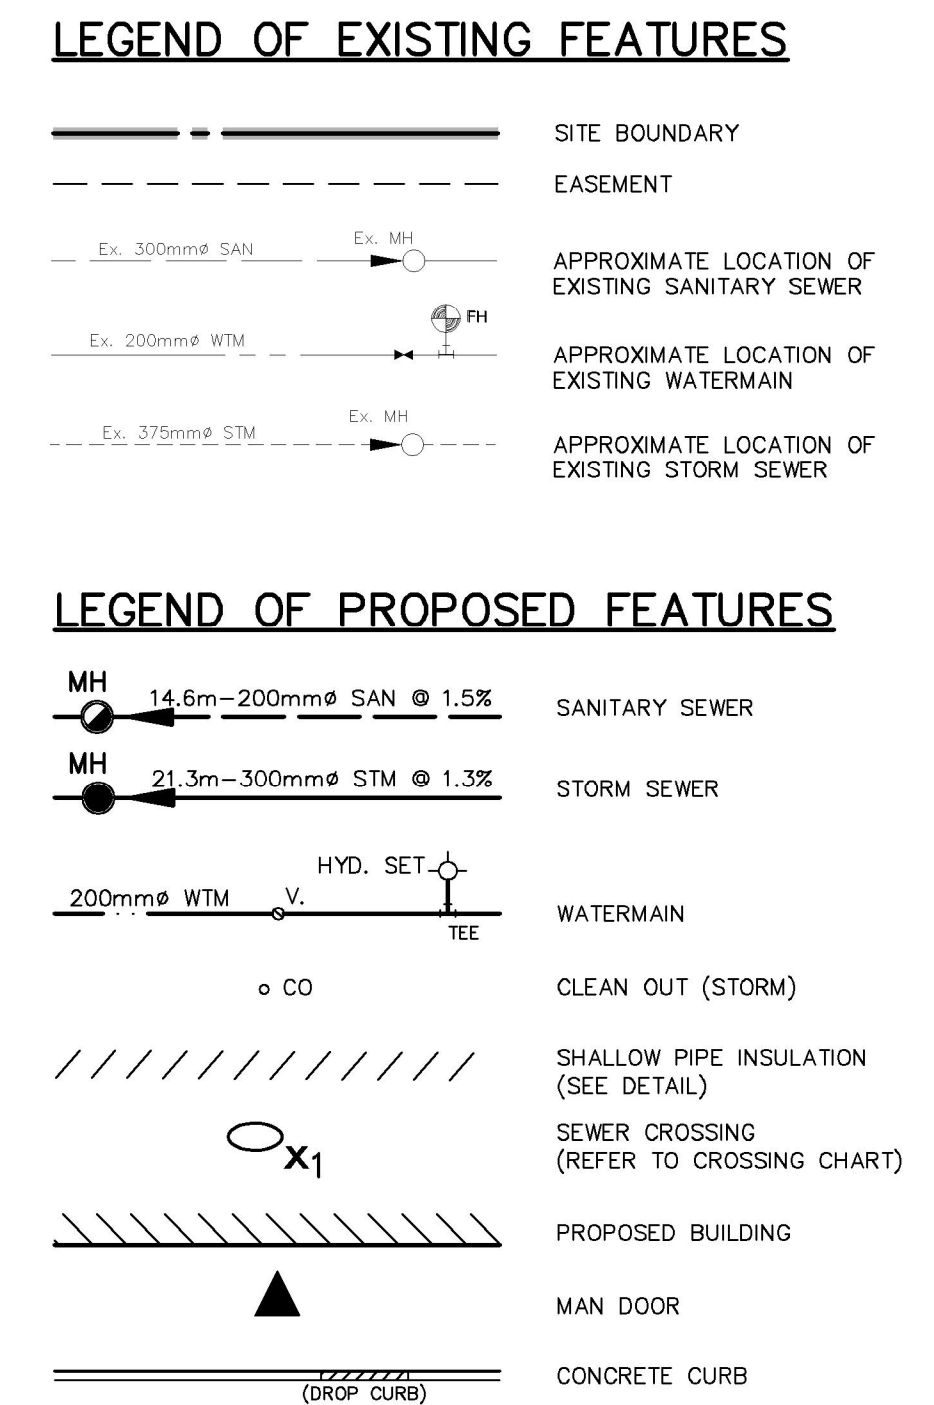 LEGEND OF EXISTING FEATURES
SITE BOUNDARY
EASEMENT
Ex. 300mmø SAN
Ex. MH
APPROXIMATE LOCATION OF
EXISTING SANITARY SEWER
FH
Ex. 200mmø WTM
APPROXIMATE LOCATION OF
EXISTING WATERMAIN
Ex. 375mmø STM
Ex. MH
APPROXIMATE LOCATION OF
EXISTING STORM SEWER
LEGEND OF PROPOSED FEATURES
MH
14.6m-200mmø SAN @ 1.5%
SANITARY SEWER
MH
21.3m-300mmø STM @ 1.3%
STORM SEWER
HYD. SET
200mmø WTM
V.
TEE
WATERMAIN
CO
CLEAN OUT (STORM)
SHALLOW PIPE INSULATION
(SEE DETAIL)
X1
SEWER CROSSING
(REFER TO CROSSING CHART)
PROPOSED BUILDING
MAN DOOR
(DROP CURB)
CONCRETE CURB